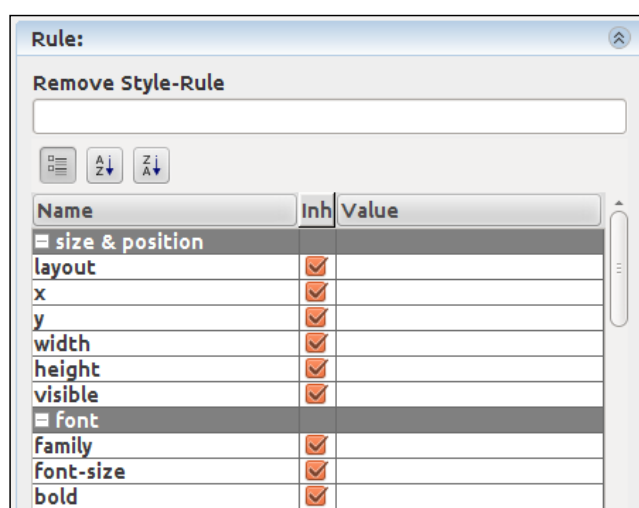 Rule:
Remove Style-Rule
A
Z
Z
A
Name Inh Value
size & position
layout
x
y
width
height
visible
font
family
font-size
bold